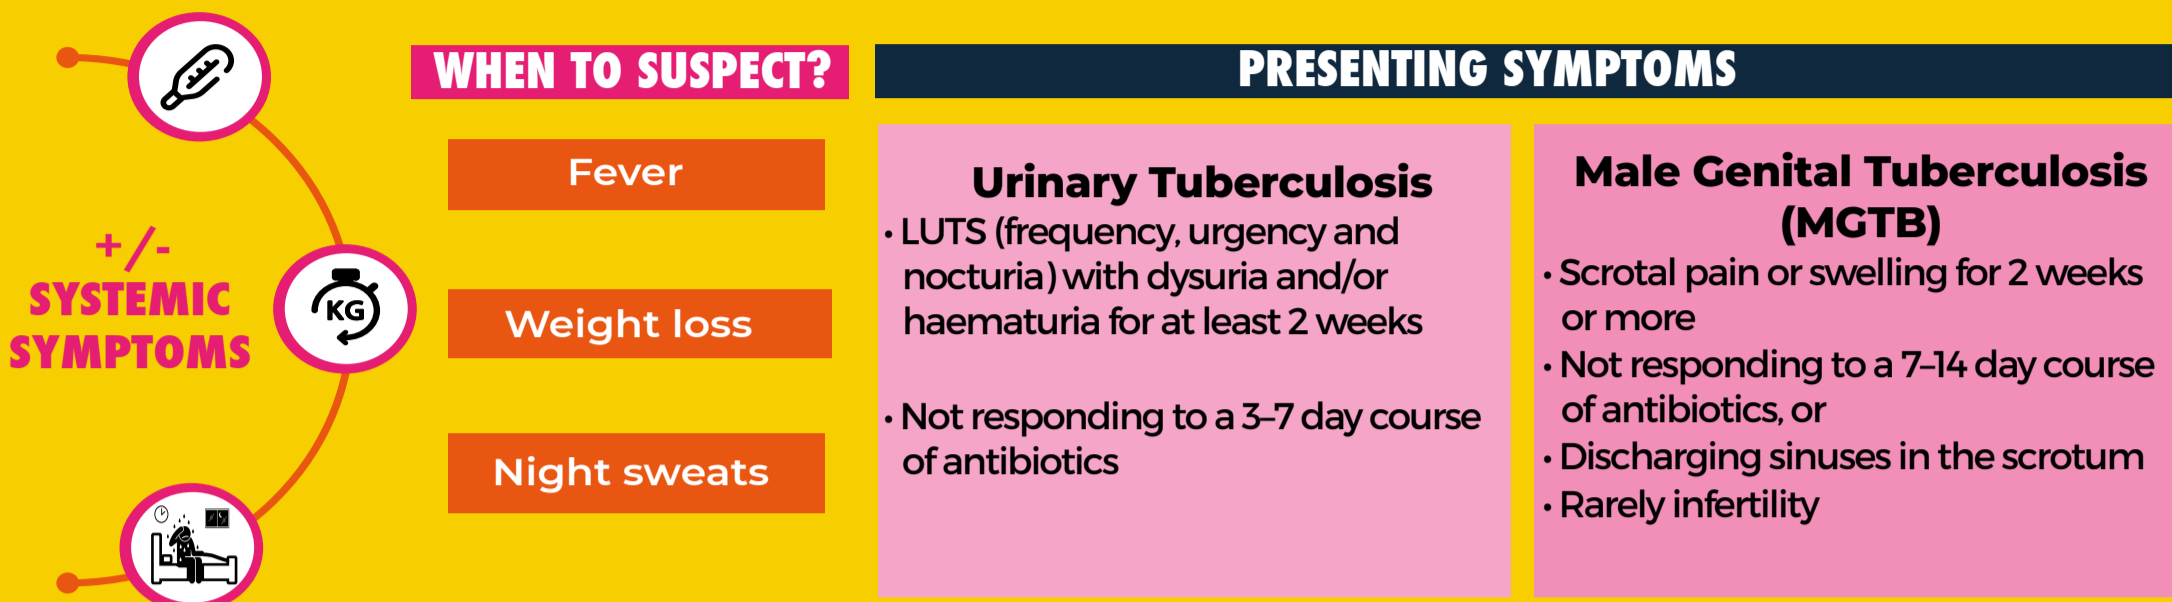 +/-
SYSTEMIC
SYMPTOMS
KG
WHEN TO SUSPECT?
Fever
Weight loss
Night sweats
PRESENTING SYMPTOMS
Urinary Tuberculosis
• LUTS (frequency, urgency and
nocturia) with dysuria and/or
haematuria for at least 2 weeks
• Not responding to a 3–7 day course
of antibiotics
Male Genital Tuberculosis
(MGTB)
• Scrotal pain or swelling for 2 weeks
or more
• Not responding to a 7–14 day course
of antibiotics, or
• Discharging sinuses in the scrotum
• Rarely infertility